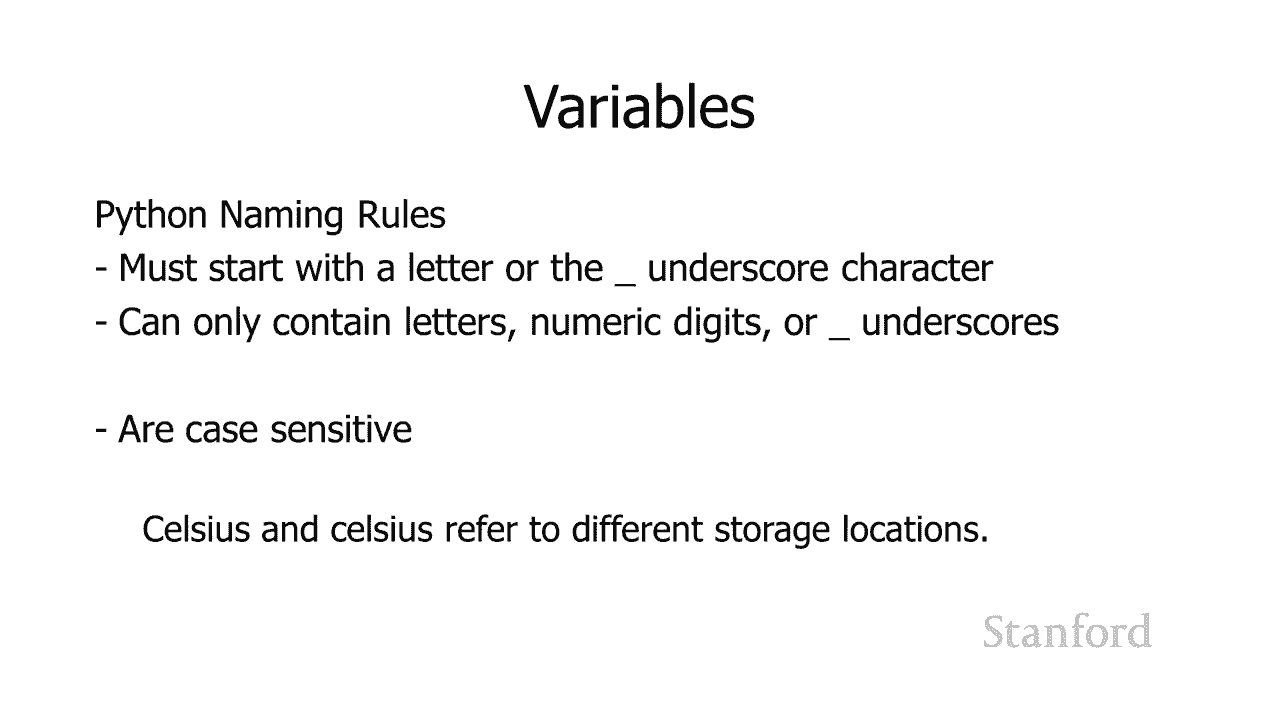 Variables
Python Naming Rules
- Must start with a letter or the _ underscore character
- Can only contain letters, numeric digits, or _ underscores
- Are case sensitive
Celsius and celsius refer to different storage locations.
Stanford